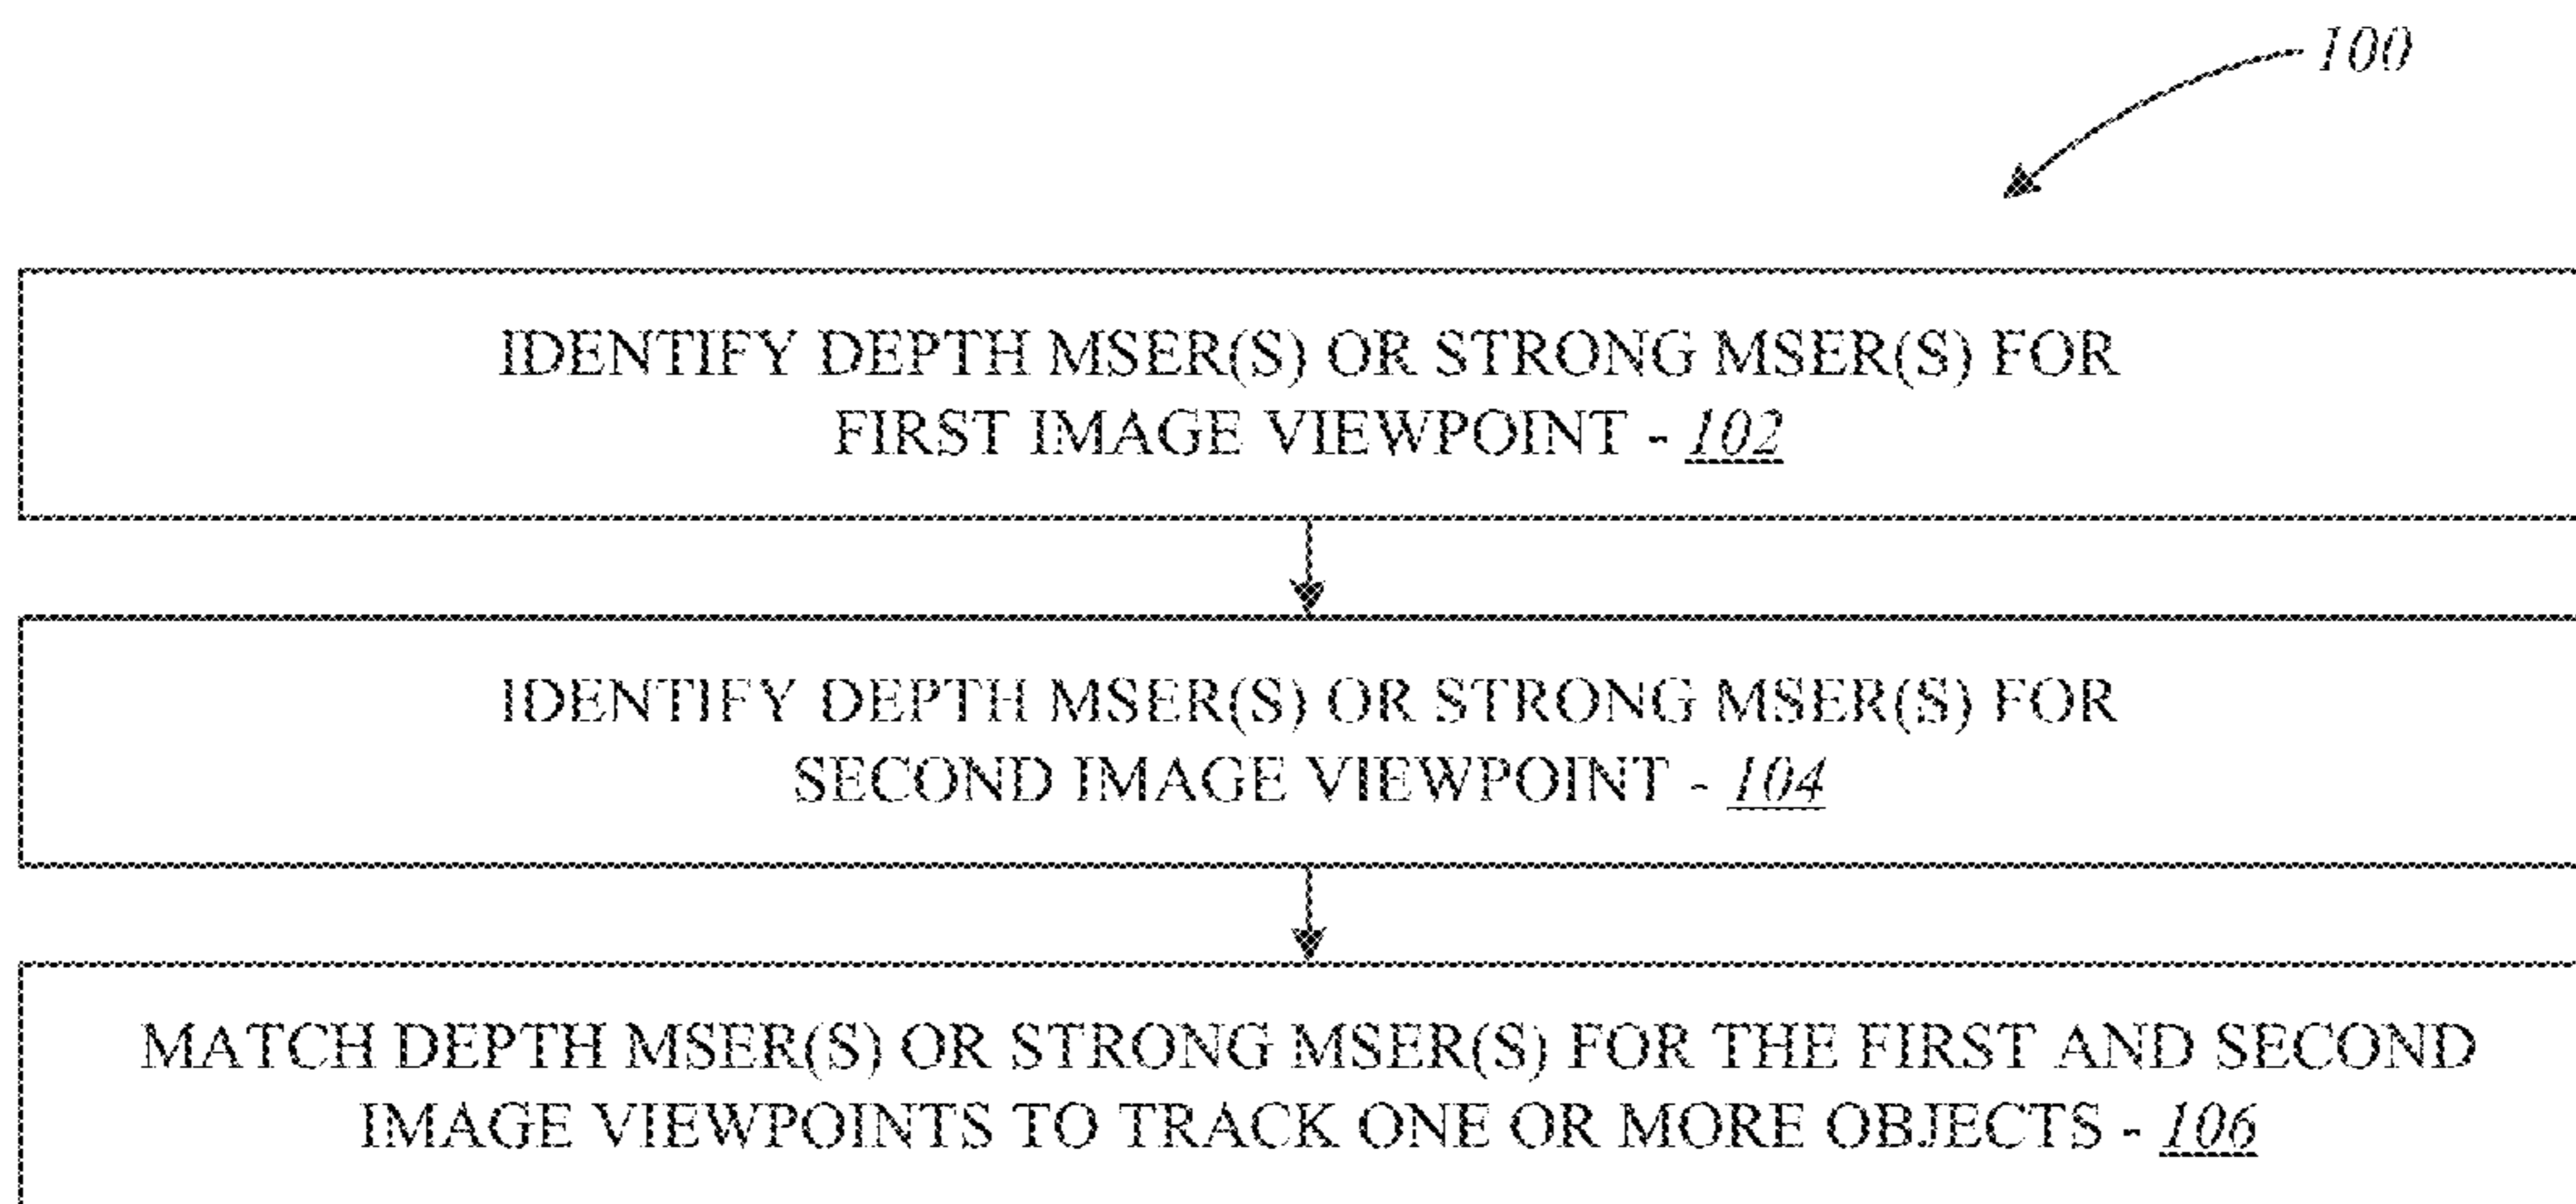 100
IDENTIFY DEPTH MSER(S) OR STRONG MSER(S) FOR
FIRST IMAGE VIEWPOINT - 102
IDENTIFY DEPTH MSER(S) OR STRONG MSER(S) FOR
SECOND IMAGE VIEWPOINT - 104
MATCH DEPTH MSER(S) OR STRONG MSER(S) FOR THE FIRST AND SECOND
IMAGE VIEWPOINTS TO TRACK ONE OR MORE OBJECTS - 106